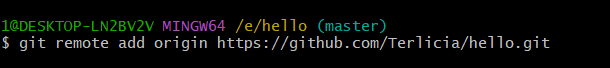 1@DESKTOP-LN2BV2V MINGW64 /e/hello (master)
$ git remote add origin https://github.com/Terlicia/hello.git